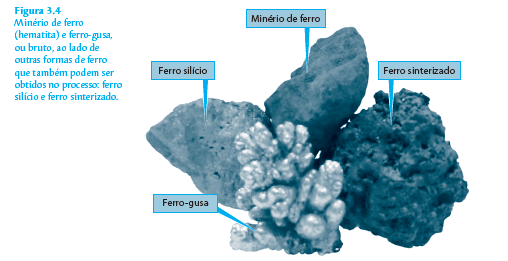 Figura 3.4
Minério de ferro
(hematita) e ferro-gusa,
ou bruto, ao lado de
outras formas de ferro
que também podem ser
obtidos no processo: ferro
silício e ferro sinterizado.
Minério de ferro
Ferro silício
Ferro sinterizado
Ferro-gusa